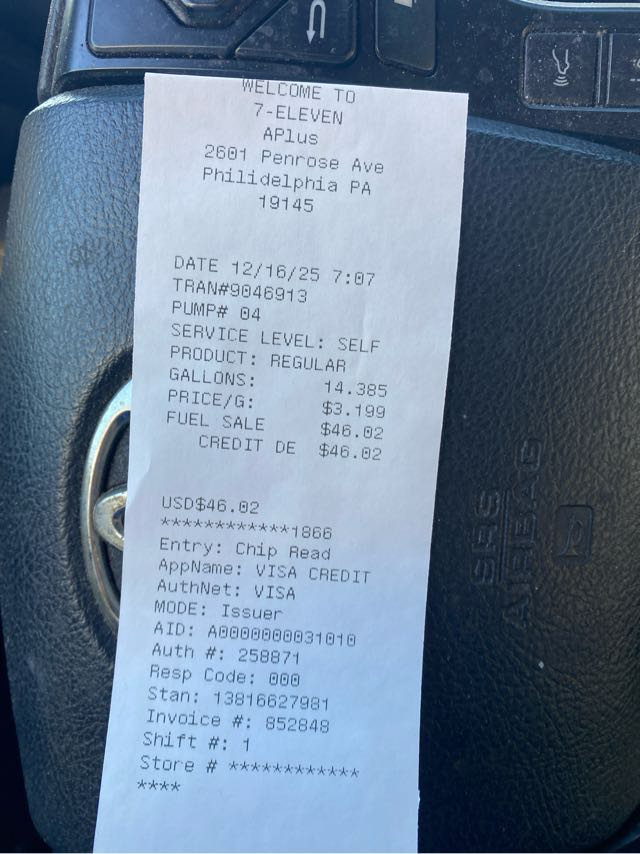 WELCOME TO
7-ELEVEN
APlus
2601 Penrose Ave
Philidelphia PA
19145
DATE 12/16/25 7:07
TRAN#9046913
PUMP# 04
SERVICE LEVEL: SELF
PRODUCT: REGULAR
GALLONS: 14.385
PRICE/G: $3.199
FUEL SALE $46.02
CREDIT DE $46.02
USD$46.02
************1866
Entry: Chip Read
AppName: VISA CREDIT
AuthNet: VISA
MODE: Issuer
AID: A0000000031010
Auth #: 258871
Resp Code: 000
Stan: 13816627981
Invoice #: 852848
Shift #: 1
Store # ************
****
SRS
AIRBAG